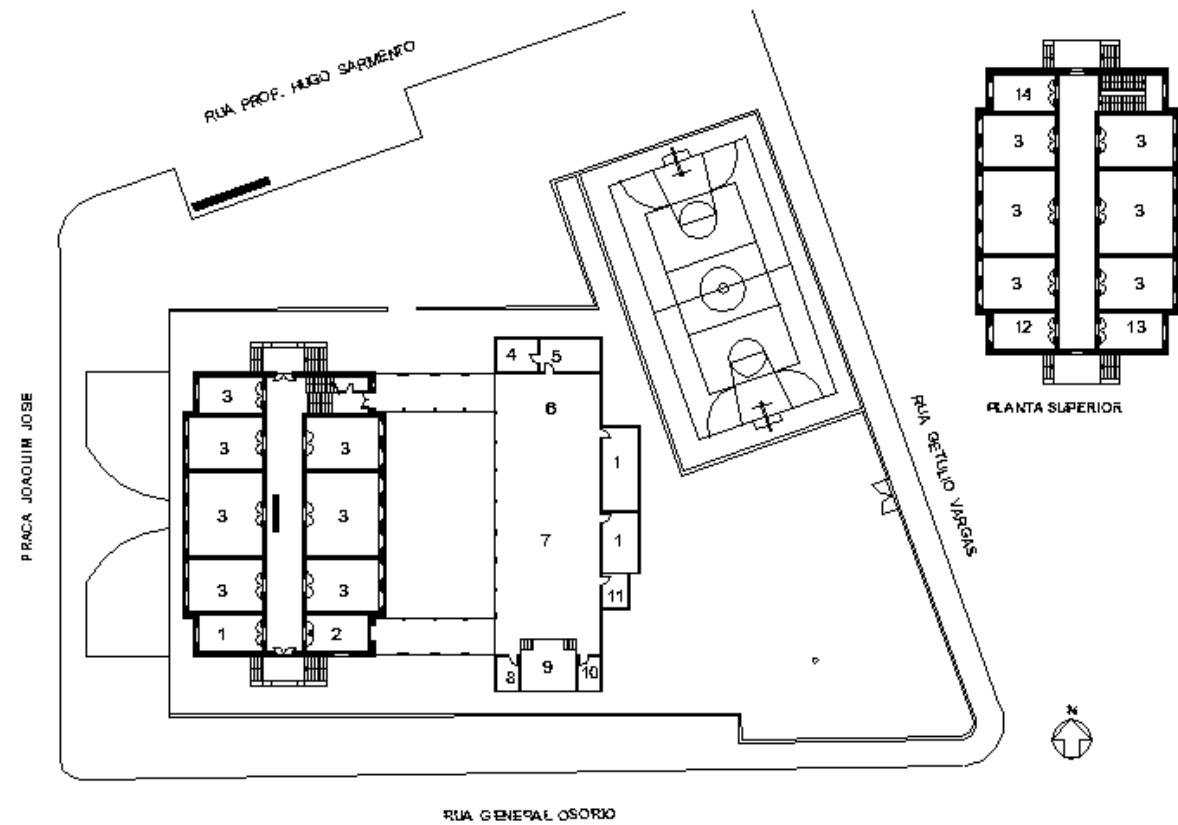 RUA PROF. HUGO SARMENTO
14
3 3
3 3
3 3
12 13
PLANTA SUPERIOR
4 5
3 6
3 3 1
3 3 7 1
3 3 11
1 2
8 9 10
PRACA JOAQUIM JOSE
RUA GETULIO VARGAS
N
RUA GENERAL OSORIO